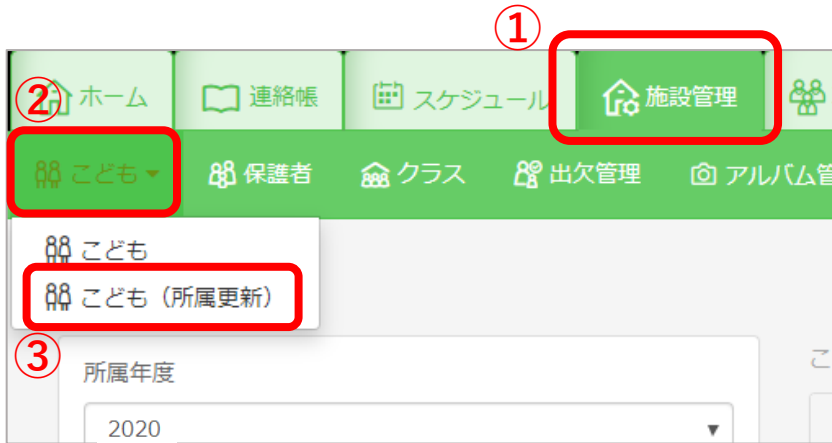 ①
② ホーム 連絡帳 スケジュール 施設管理
こども 保護者 クラス 出欠管理 アルバム管
こども
こども（所属更新）
③
所属年度 こ
2020